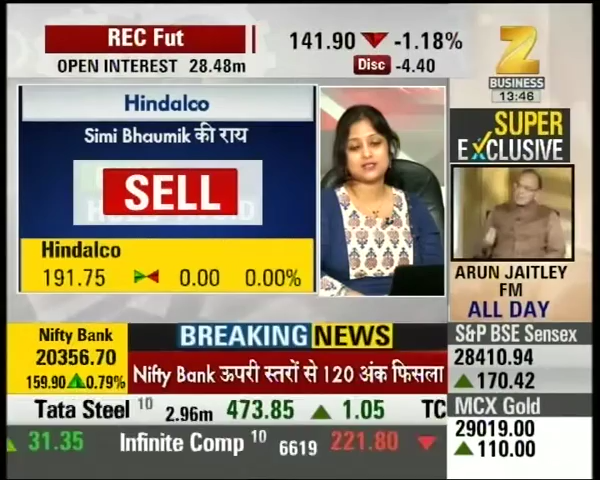 REC Fut
OPEN INTEREST 28.48m
141.90 -1.18%
Disc -4.40
Z
BUSINESS
13:46
Hindalco
Simi Bhaumik की राय
SELL
Hindalco
191.75 0.00 0.00%
SUPER
EXCLUSIVE
ARUN JAITLEY
FM
ALL DAY
Nifty Bank
20356.70
159.90 0.79%
BREAKING NEWS
Nifty Bank ऊपरी स्तरों से 120 अंक फिसला
S&P BSE Sensex
28410.94
170.42
MCX Gold
29019.00
110.00
Tata Steel 10 2.96m 473.85 1.05 TC
31.35 Infinite Comp 10 6619 221.80